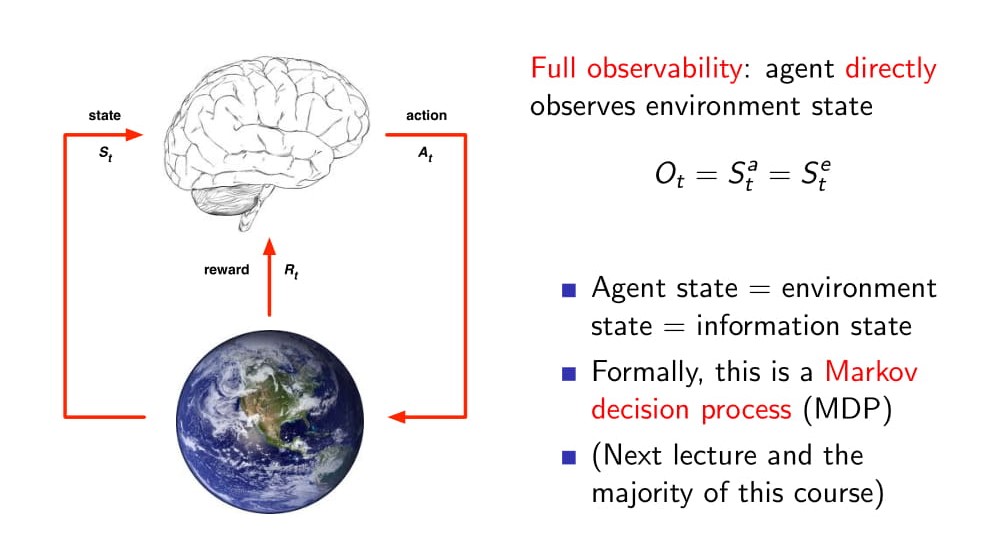 state
S_t
action
A_t
reward R_t
Full observability: agent directly
observes environment state
O_t = S_t^a = S_t^e
Agent state = environment
state = information state
Formally, this is a Markov
decision process (MDP)
(Next lecture and the
majority of this course)